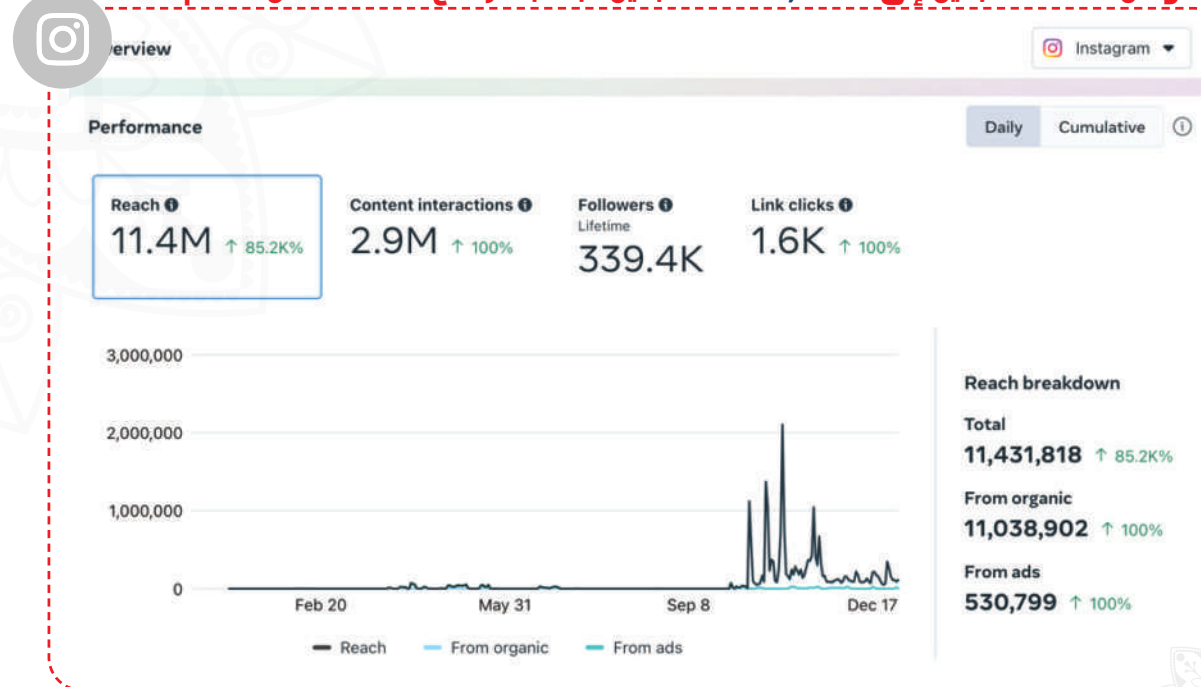 Overview
Instagram
Performance
Daily Cumulative
Reach Content interactions Followers Link clicks
Lifetime
11.4M ↑ 85.2K% 2.9M ↑ 100% 339.4K 1.6K ↑ 100%
3,000,000
2,000,000
1,000,000
0
Feb 20 May 31 Sep 8 Dec 17
Reach From organic From ads
Reach breakdown
Total
11,431,818 ↑ 85.2K%
From organic
11,038,902 ↑ 100%
From ads
530,799 ↑ 100%